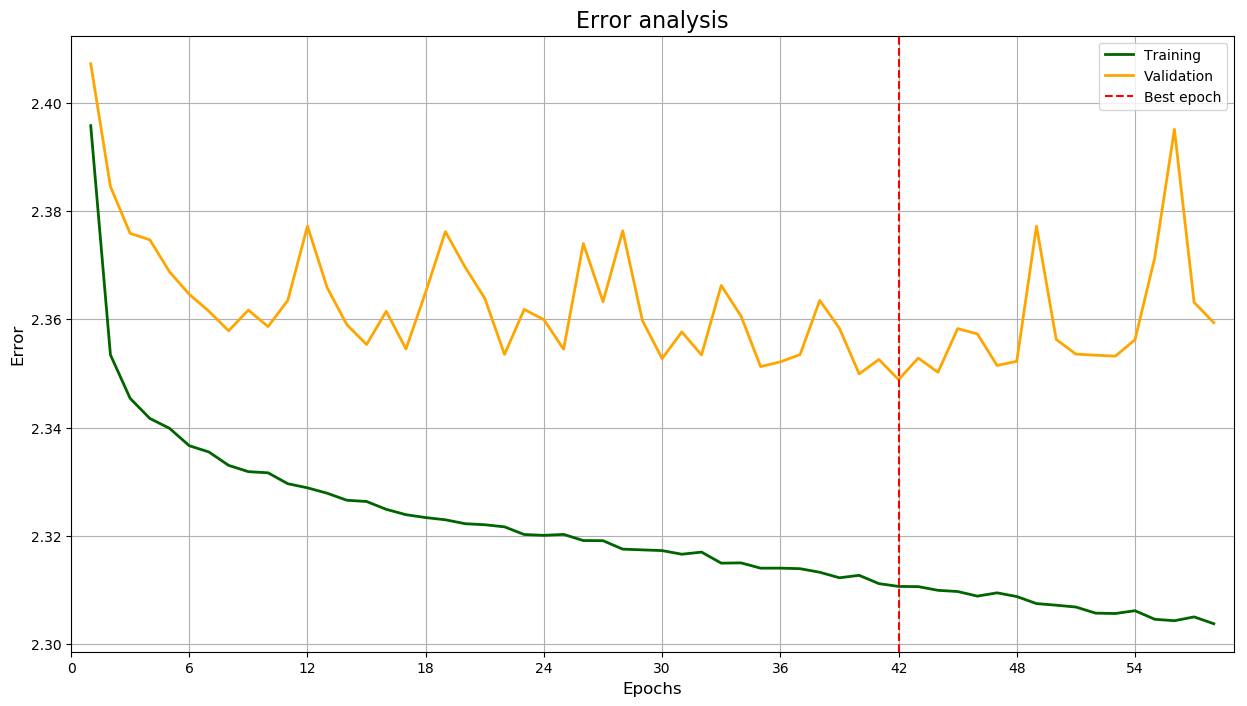 Error analysis
Training
Validation
Best epoch
2.40
2.38
2.36
2.34
2.32
2.30
Error
0 6 12 18 24 30 36 42 48 54
Epochs